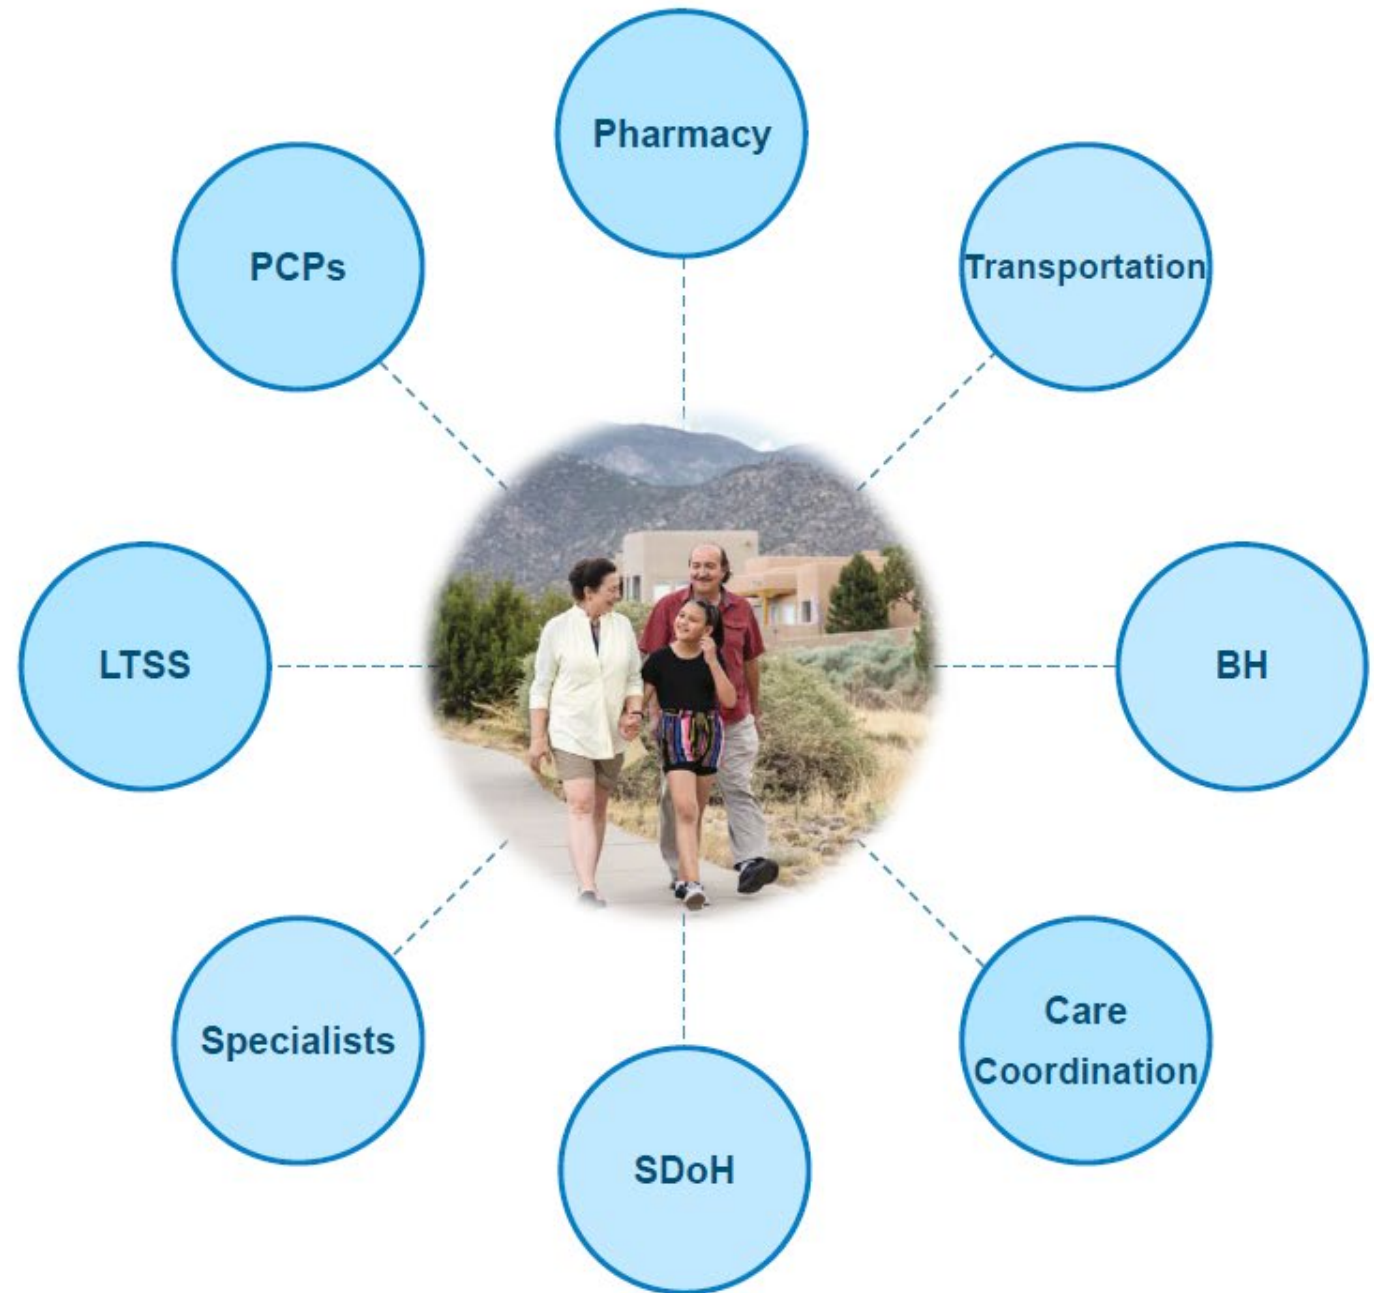 Pharmacy
PCPs
Transportation
LTSS
BH
Specialists
Care
Coordination
SDoH